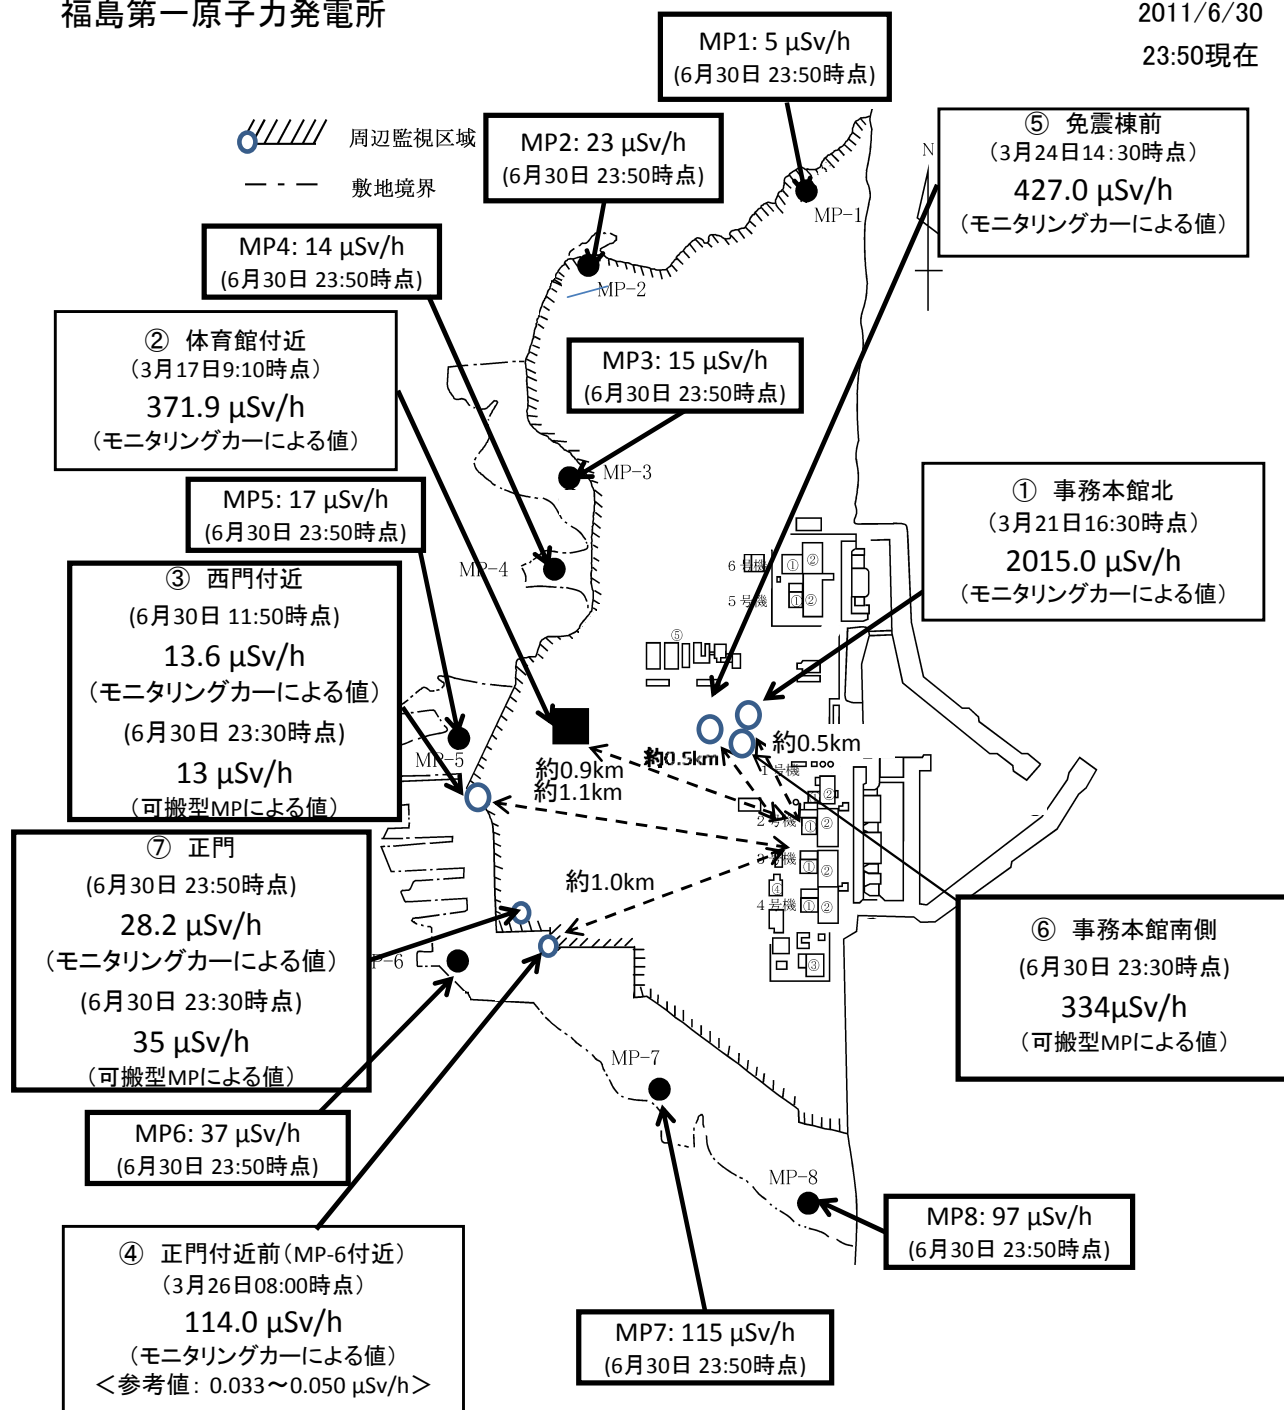 福島第一原子力発電所
2011/6/30
23:50現在
MP1: 5 μSv/h
(6月30日 23:50時点)
周辺監視区域
敷地境界
MP2: 23 μSv/h
(6月30日 23:50時点)
⑤ 免震棟前
(3月24日14:30時点)
427.0 μSv/h
(モニタリングカーによる値)
N
MP-1
MP4: 14 μSv/h
(6月30日 23:50時点)
MP-2
② 体育館付近
(3月17日9:10時点)
371.9 μSv/h
(モニタリングカーによる値)
MP3: 15 μSv/h
(6月30日 23:50時点)
MP-3
MP5: 17 μSv/h
(6月30日 23:50時点)
① 事務本館北
(3月21日16:30時点)
2015.0 μSv/h
(モニタリングカーによる値)
MP-4
6号機
① ②
5号機
① ②
⑤
③ 西門付近
(6月30日 11:50時点)
13.6 μSv/h
(モニタリングカーによる値)
(6月30日 23:30時点)
13 μSv/h
(可搬型MPによる値)
MP-5
約0.9km
約1.1km
約0.5km
約0.5km
1号機
① ②
2号機
① ②
3号機
① ②
④
4号機
① ②
③
⑦ 正門
(6月30日 23:50時点)
28.2 μSv/h
(モニタリングカーによる値)
(6月30日 23:30時点)
35 μSv/h
(可搬型MPによる値)
約1.0km
P-6
⑥ 事務本館南側
(6月30日 23:30時点)
334μSv/h
(可搬型MPによる値)
MP-7
MP6: 37 μSv/h
(6月30日 23:50時点)
MP-8
MP8: 97 μSv/h
(6月30日 23:50時点)
④ 正門付近前(MP-6付近)
(3月26日08:00時点)
114.0 μSv/h
(モニタリングカーによる値)
<参考値: 0.033～0.050 μSv/h>
MP7: 115 μSv/h
(6月30日 23:50時点)